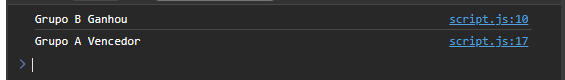 Grupo B Ganhou script.js:10
Grupo A Vencedor script.js:17
>